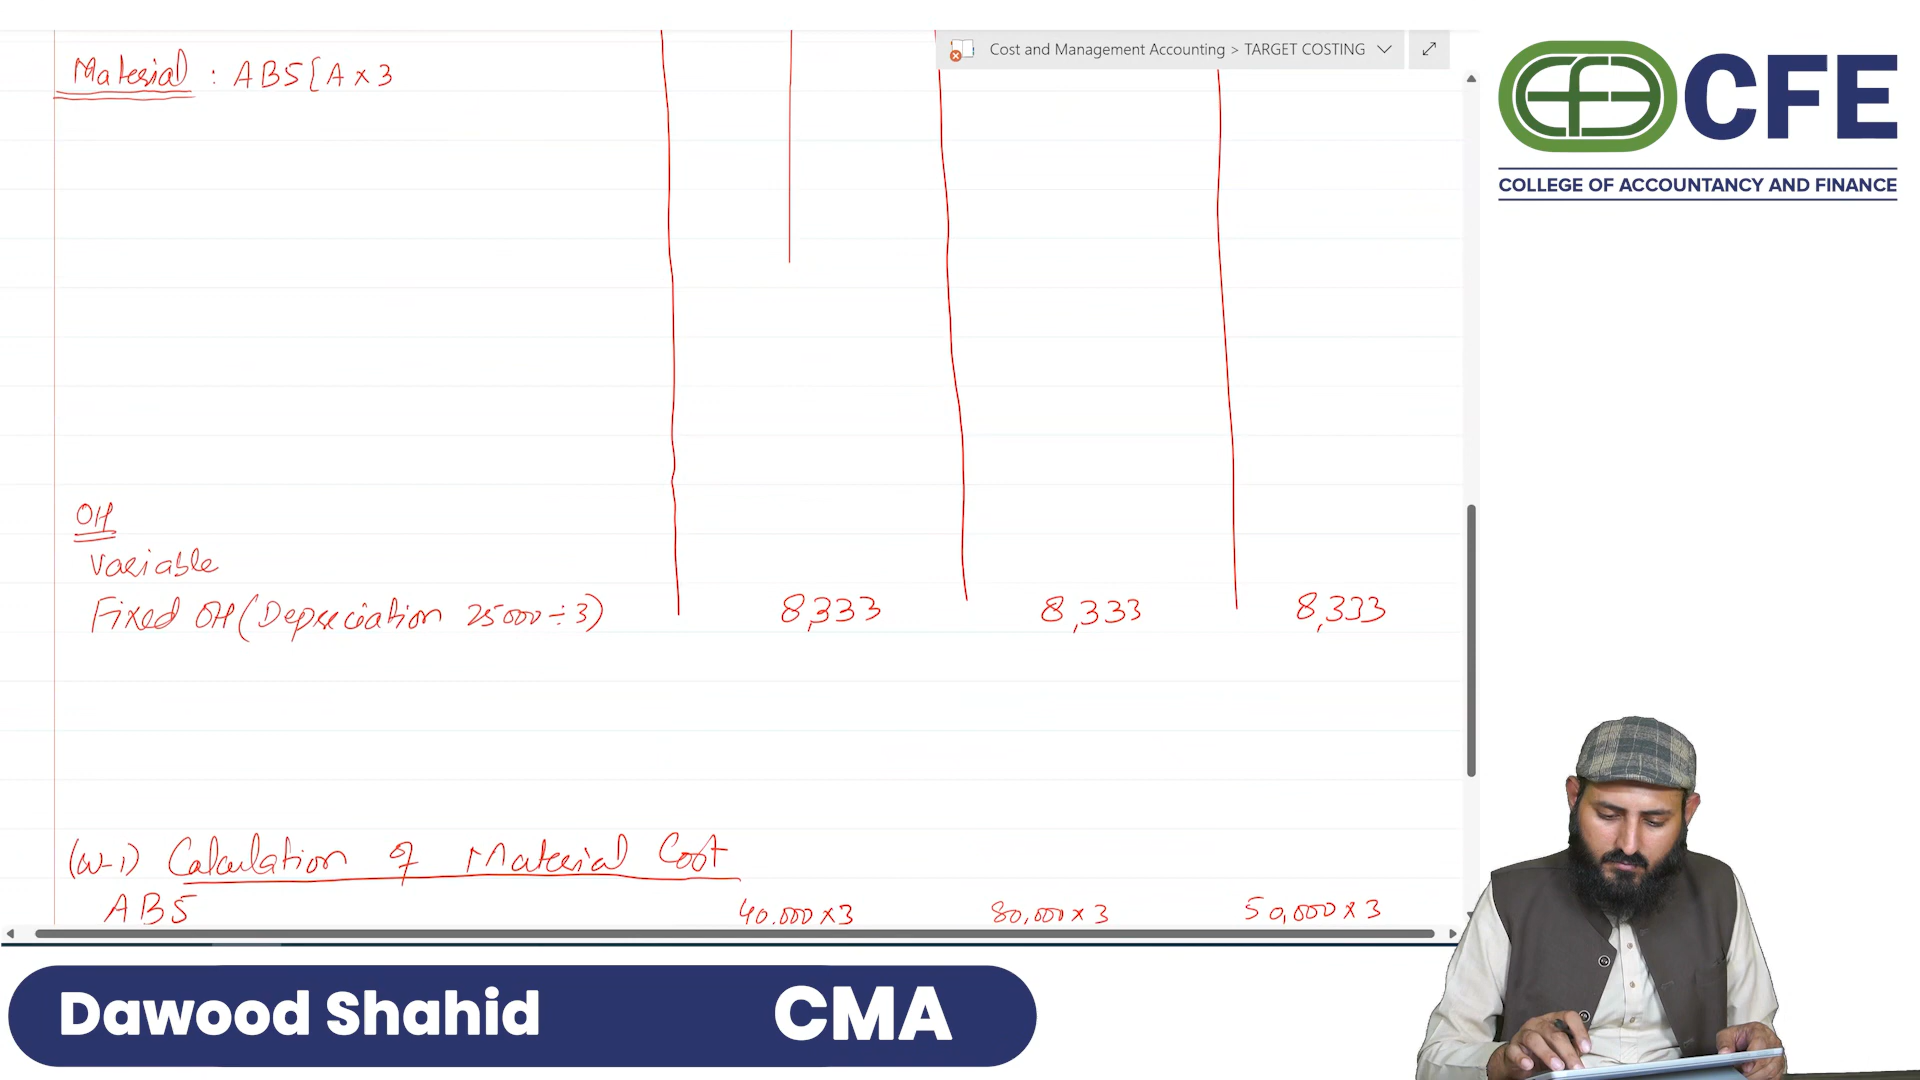 Material : ABS[A x 3
Cost and Management Accounting > TARGET COSTING
CFE
COLLEGE OF ACCOUNTANCY AND FINANCE
OH
Variable
Fixed OH (Depreciation 25000 ÷ 3) 8,333 8,333 8,333
(W-1) Calculation of Material Cost
ABS 40.000 x 3 80,000 x 3 50,000 x 3
Dawood Shahid CMA